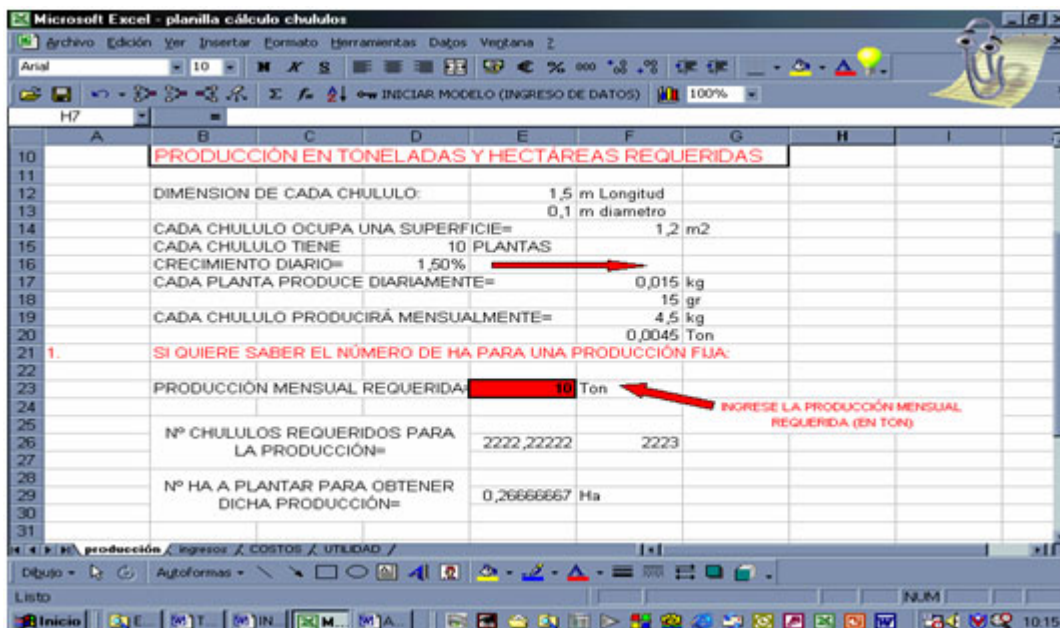 Microsoft Excel - planilla cálculo chululos
Archivo Edición Ver Insertar Formato Herramientas Datos Ventana ?
Arial 10 N K S € % 000
Σ fx INICIAR MODELO (INGRESO DE DATOS) 100%
H7 =
A B C D E F G H I
10 PRODUCCIÓN EN TONELADAS Y HECTÁREAS REQUERIDAS
11
12 DIMENSION DE CADA CHULULO: 1,5 m Longitud
13 0,1 m diametro
14 CADA CHULULO OCUPA UNA SUPERFICIE= 1,2 m2
15 CADA CHULULO TIENE 10 PLANTAS
16 CRECIMIENTO DIARIO= 1,50%
17 CADA PLANTA PRODUCE DIARIAMENTE= 0,015 kg
18 15 gr
19 CADA CHULULO PRODUCIRÁ MENSUALMENTE= 4,5 kg
20 0,0045 Ton
21 1. SI QUIERE SABER EL NÚMERO DE HA PARA UNA PRODUCCIÓN FIJA:
22
23 PRODUCCIÓN MENSUAL REQUERIDA= 10 Ton
24 INGRESE LA PRODUCCIÓN MENSUAL
25 REQUERIDA (EN TON)
Nº CHULULOS REQUERIDOS PARA
26 LA PRODUCCIÓN= 2222,22222 2223
27
28 Nº HA A PLANTAR PARA OBTENER
29 DICHA PRODUCCIÓN= 0,26666667 Ha
30
31
producción ingresos COSTOS UTILIDAD
Dibujo Autoformas
Listo NUM
Inicio E... T... IN... M... A... 10:15